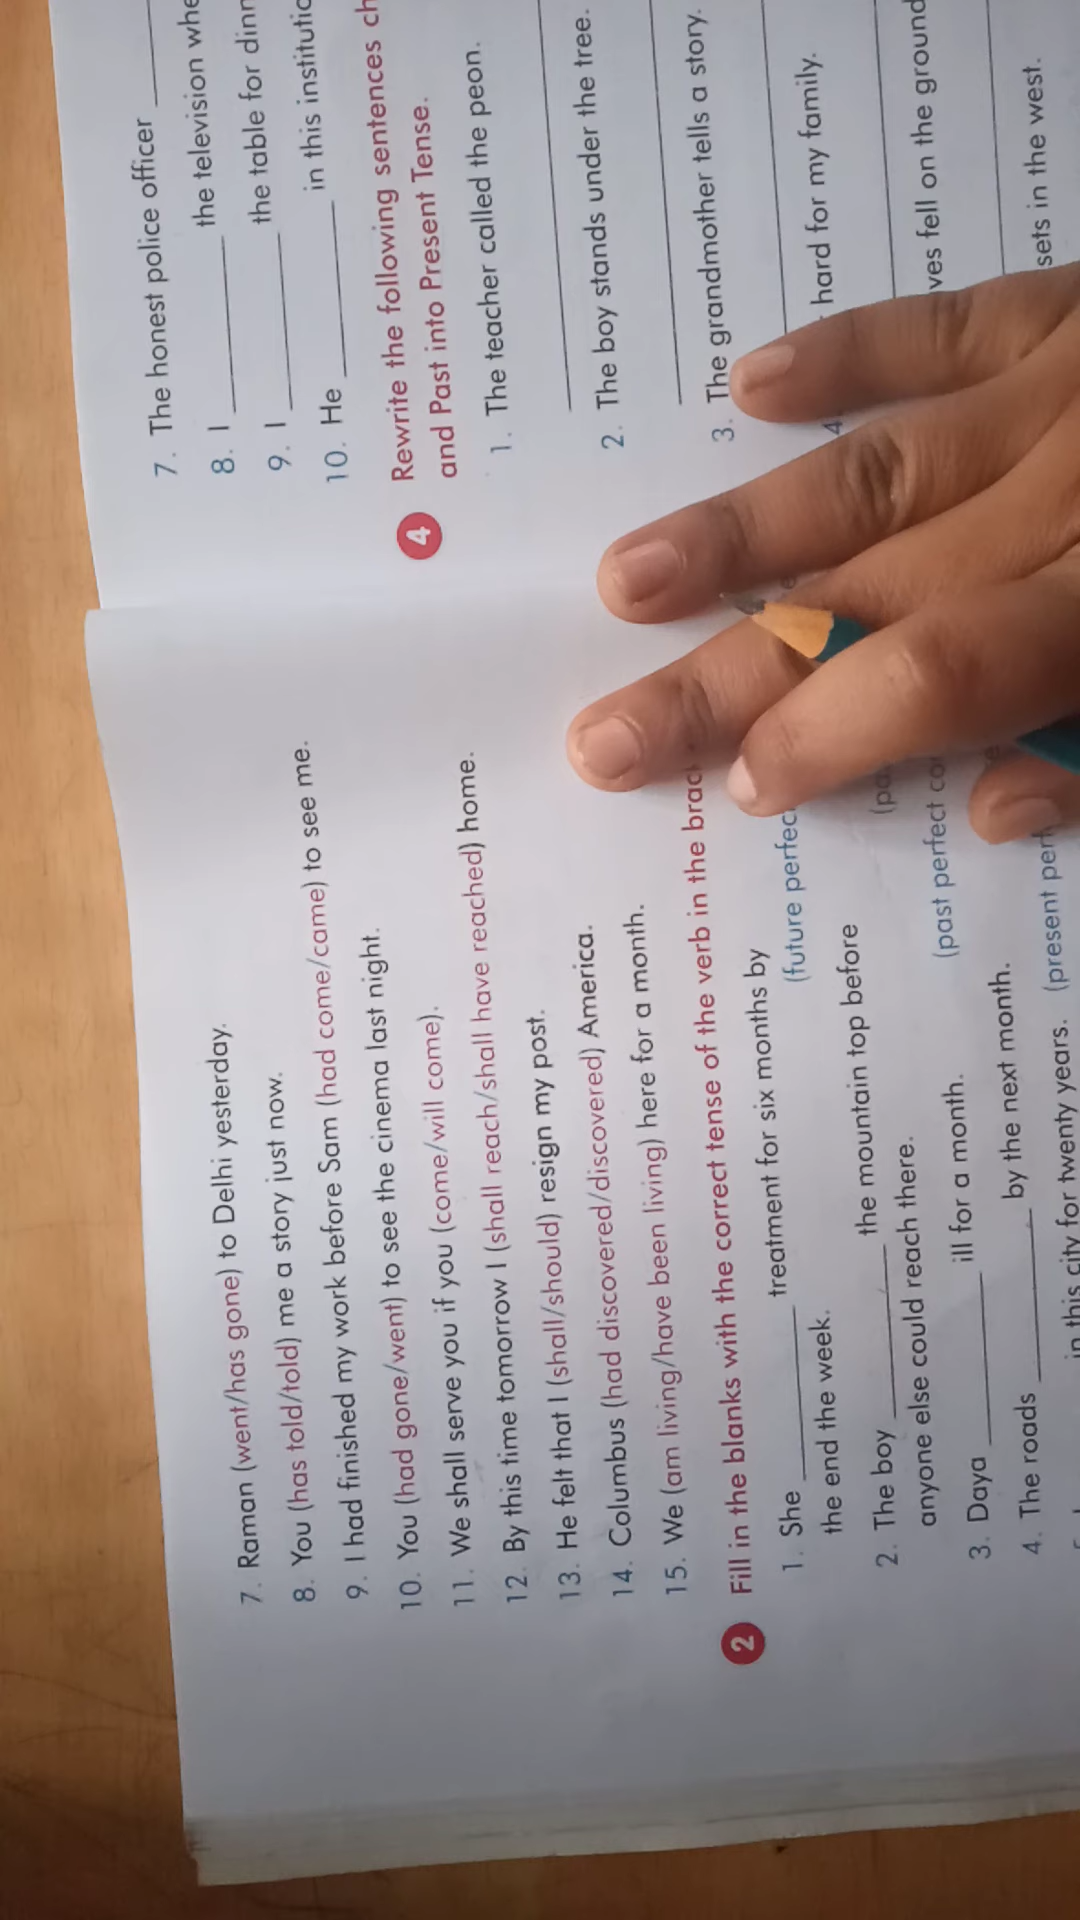 7. Raman (went/has gone) to Delhi yesterday.
8. You (has told/told) me a story just now.
9. I had finished my work before Sam (had come/came) to see me.
10. You (had gone/went) to see the cinema last night.
11. We shall serve you if you (come/will come).
12. By this time tomorrow I (shall reach/shall have reached) home.
13. He felt that I (shall/should) resign my post.
14. Columbus (had discovered/discovered) America.
15. We (am living/have been living) here for a month.
2 Fill in the blanks with the correct tense of the verb in the
1. She ________ treatment for six months by
the end the week. (future
2. The boy ________ the mountain top before
anyone else could reach there.
3. Daya ________ ill for a month. (past perfect
4. The roads ________ by the next month.
in this city for twenty years. (present
7. The honest police officer ________
8. I ________ the television
9. I ________ the table for
10. He ________ in this
4 Rewrite the following sentences
and Past into Present Tense.
1. The teacher called the peon.
2. The boy stands under the tree.
3. The grandmother tells a story.
4. hard for my family.
fell on the ground
sets in the west.